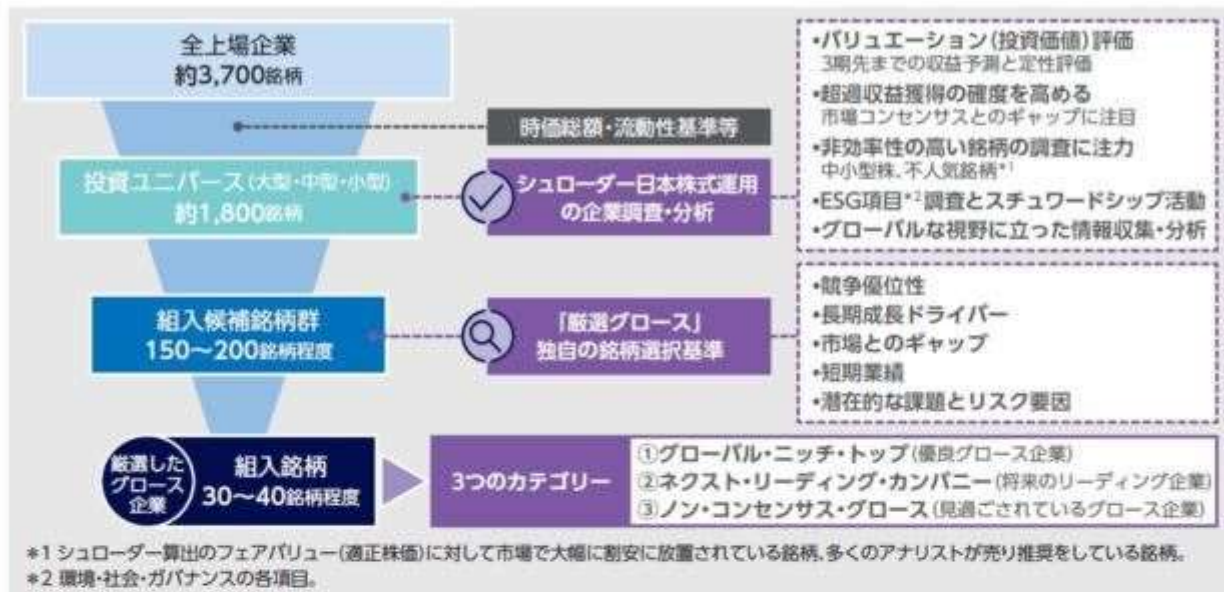 全上場企業
約3,700銘柄
時価総額・流動性基準等
投資ユニバース(大型・中型・小型)
約1,800銘柄
シュローダー日本株式運用
の企業調査・分析
•バリュエーション(投資価値)評価
3期先までの収益予測と定性評価
•超過収益獲得の確度を高める
市場コンセンサスとのギャップに注目
•非効率性の高い銘柄の調査に注力
中小型株、不人気銘柄*1
•ESG項目*2調査とスチュワードシップ活動
•グローバルな視野に立った情報収集・分析
組入候補銘柄群
150〜200銘柄程度
「厳選グロース」
独自の銘柄選択基準
•競争優位性
•長期成長ドライバー
•市場とのギャップ
•短期業績
•潜在的な課題とリスク要因
厳選した
グロース
企業
組入銘柄
30〜40銘柄程度
3つのカテゴリー
①グローバル・ニッチ・トップ(優良グロース企業)
②ネクスト・リーディング・カンパニー(将来のリーディング企業)
③ノン・コンセンサス・グロース(見過ごされているグロース企業)
*1 シュローダー算出のフェアバリュー(適正株価)に対して市場で大幅に割安に放置されている銘柄、多くのアナリストが売り推奨をしている銘柄。
*2 環境・社会・ガバナンスの各項目。